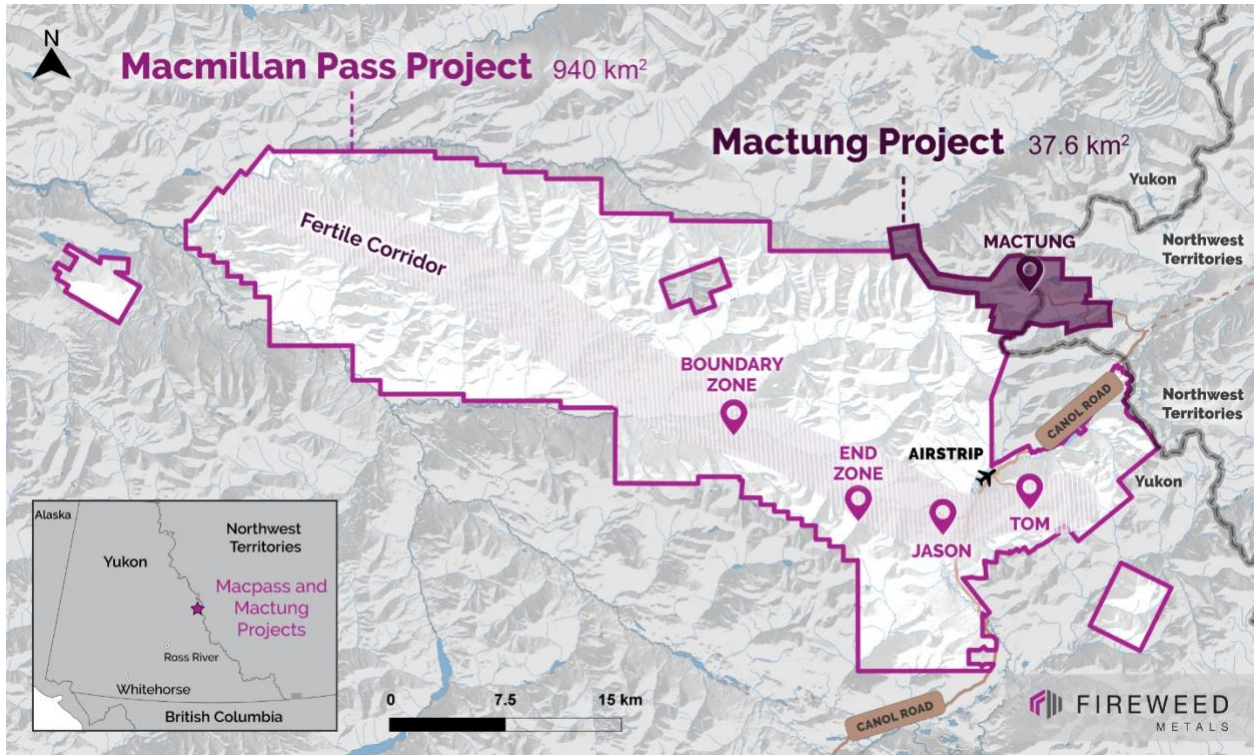 N
Macmillan Pass Project 940 km²
Mactung Project 37.6 km²
Yukon
Northwest
Territories
MACTUNG
Fertile Corridor
BOUNDARY
ZONE
CANOL ROAD
Northwest
Territories
END
ZONE
AIRSTRIP
Yukon
TOM
JASON
Alaska
Northwest
Territories
Yukon
Macpass and
Mactung
Projects
Ross River
Whitehorse
British Columbia
0 7.5 15 km
CANOL ROAD
FIREWEED
METALS